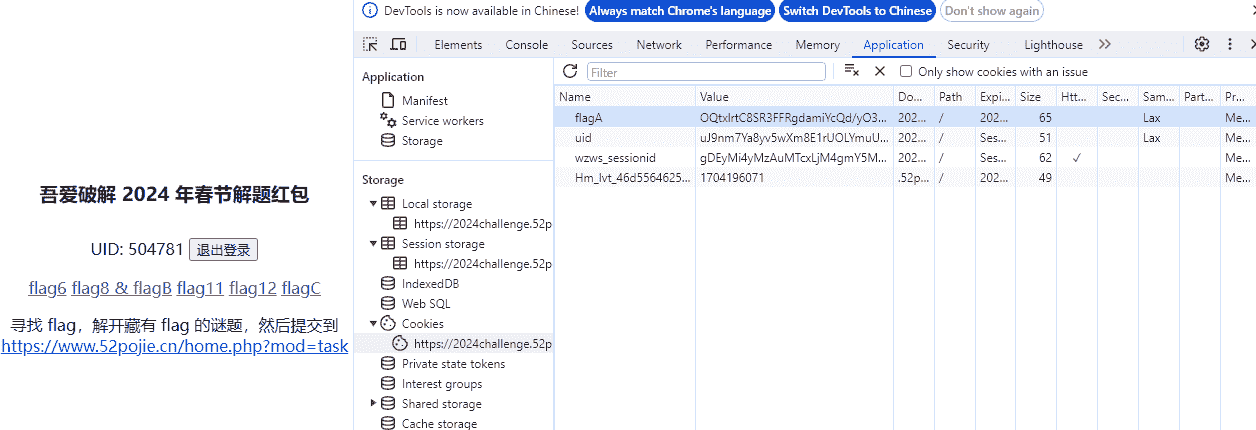 吾爱破解 2024 年春节解题红包
UID: 504781 退出登录
flag6 flag8 & flagB flag11 flag12 flagC
寻找 flag，解开藏有 flag 的谜题，然后提交到
https://www.52pojie.cn/home.php?mod=task
DevTools is now available in Chinese! Always match Chrome's language Switch DevTools to Chinese Don't show again
Elements Console Sources Network Performance Memory Application Security Lighthouse
Application
Manifest
Service workers
Storage
Storage
Local storage
https://2024challenge.52p
Session storage
https://2024challenge.52p
IndexedDB
Web SQL
Cookies
https://2024challenge.52p
Private state tokens
Interest groups
Shared storage
Cache storage
Filter Only show cookies with an issue
Name Value Do... Path Expi... Size Htt... Sec... Sam... Part... Pr...
flagA OQtxIrtC8SR3FFRgdamiYcQd/yO3... 202... / 202... 65 Lax Me...
uid uJ9nm7Ya8yv5wXm8E1rUOLYmuU... 202... / Ses... 51 Lax Me...
wzws_sessionid gDEyMi4yMzAuMTcxLjM4gmY5M... 202... / Ses... 62 ✓ Me...
Hm_lvt_46d5564625... 1704196071 .52p... / 202... 49 Me...